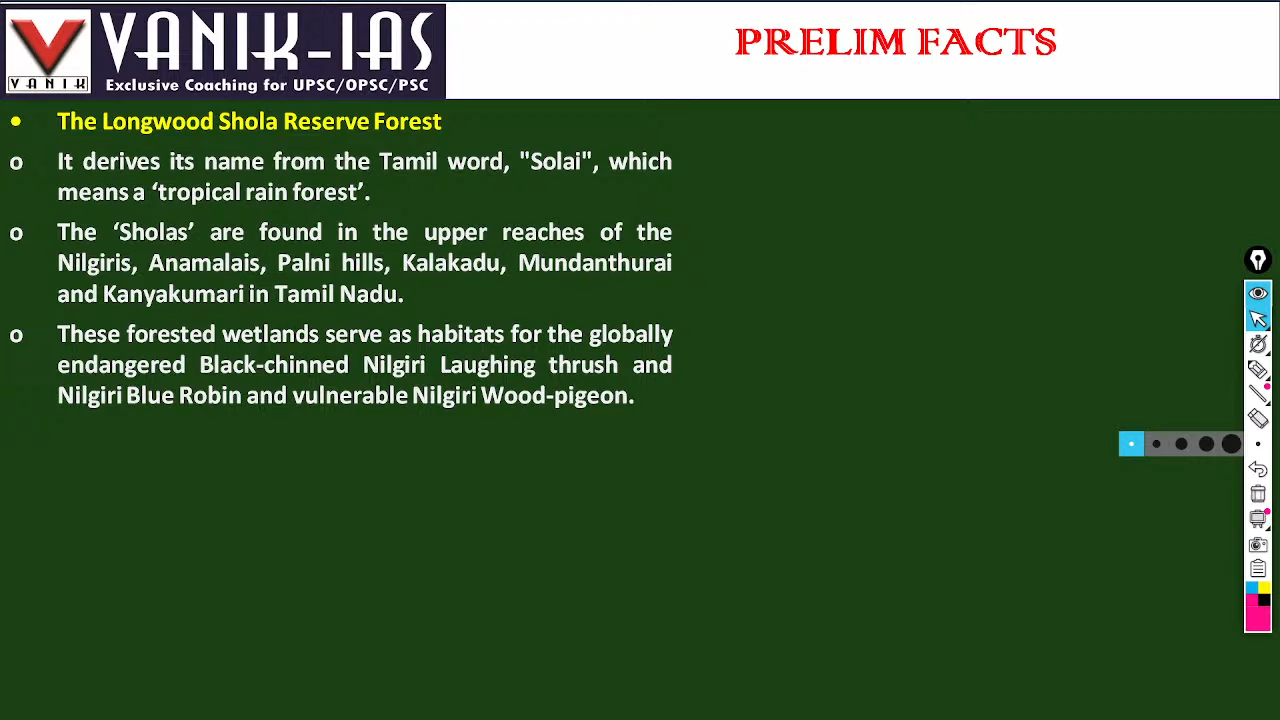 VANIK-IAS
VANIK
Exclusive Coaching for UPSC/OPSC/PSC
PRELIM FACTS
• The Longwood Shola Reserve Forest
o It derives its name from the Tamil word, "Solai", which
means a ‘tropical rain forest’.
o The ‘Sholas’ are found in the upper reaches of the
Nilgiris, Anamalais, Palni hills, Kalakadu, Mundanthurai
and Kanyakumari in Tamil Nadu.
o These forested wetlands serve as habitats for the globally
endangered Black-chinned Nilgiri Laughing thrush and
Nilgiri Blue Robin and vulnerable Nilgiri Wood-pigeon.